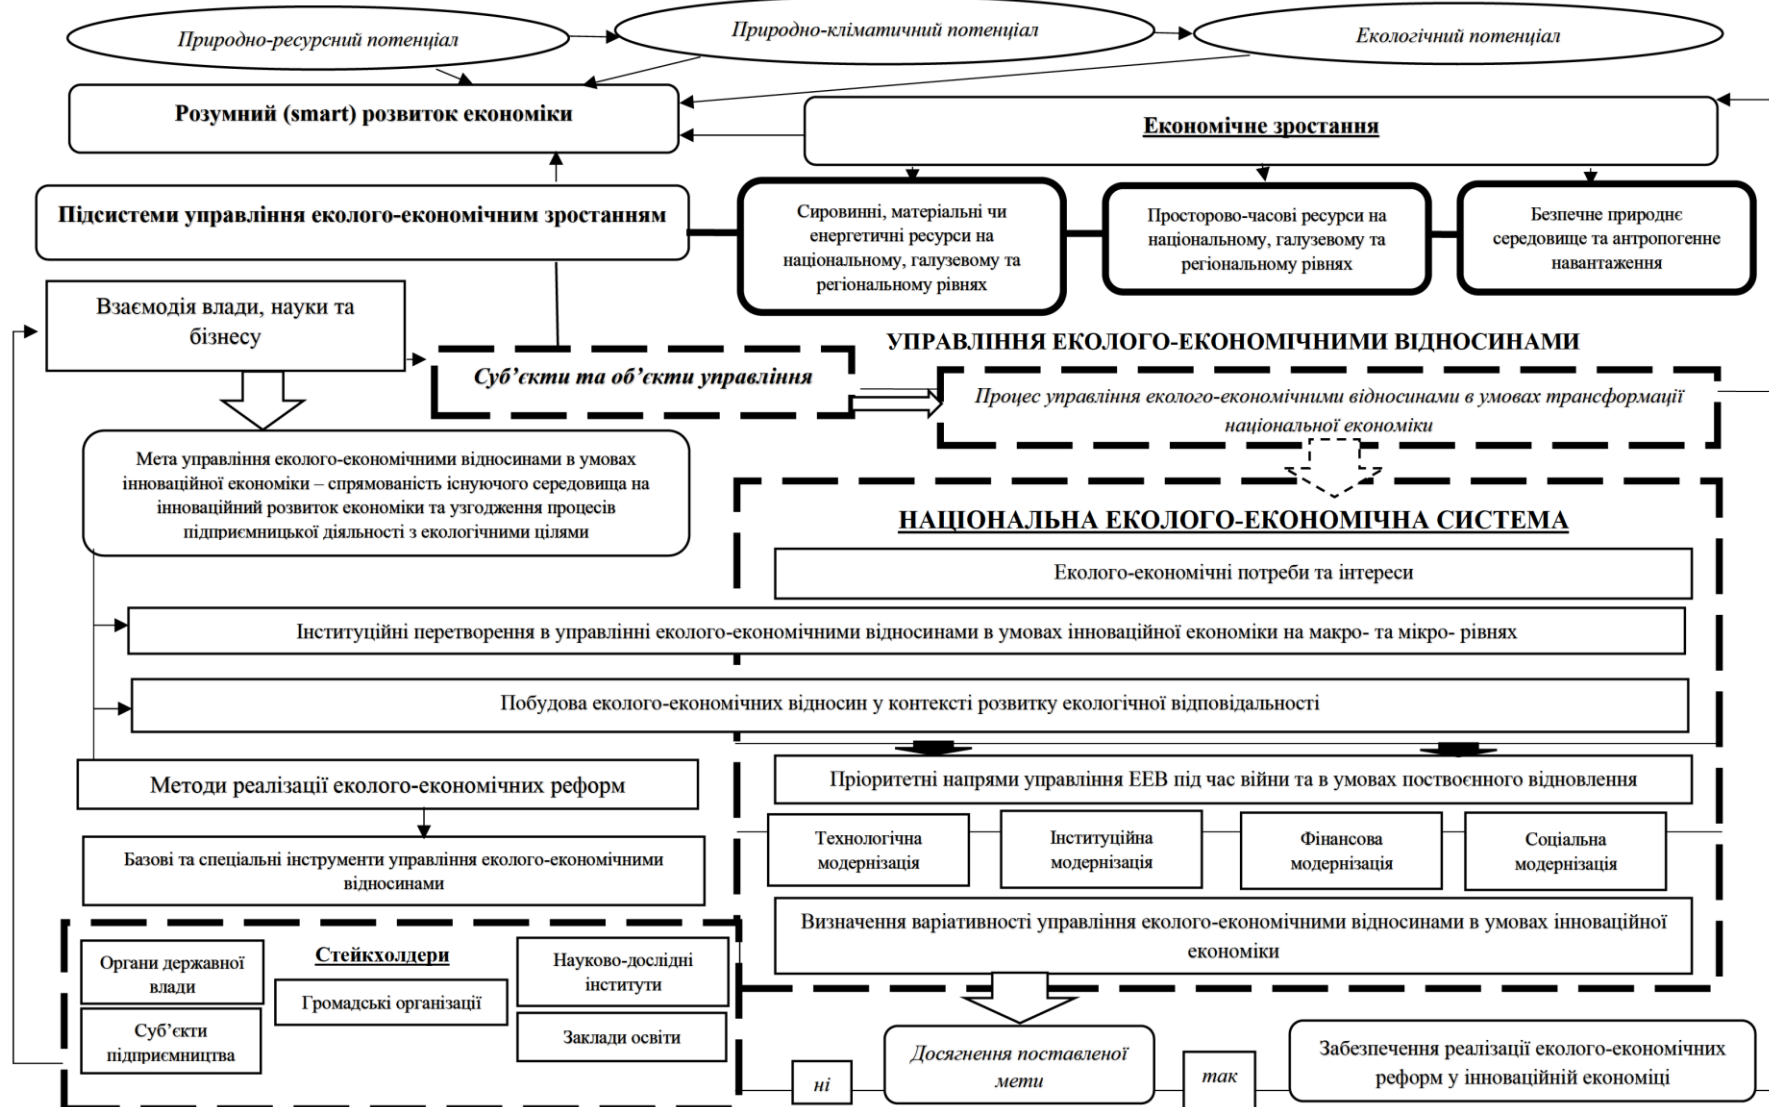 Природно-ресурсний потенціал
Природно-кліматичний потенціал
Екологічний потенціал
Розумний (smart) розвиток економіки
Економічне зростання
Підсистеми управління еколого-економічним зростанням
Сировинні, матеріальні чи
енергетичні ресурси на
національному, галузевому та
регіональному рівнях
Просторово-часові ресурси на
національному, галузевому та
регіональному рівнях
Безпечне природнє
середовище та антропогенне
навантаження
Взаємодія влади, науки та
бізнесу
УПРАВЛІННЯ ЕКОЛОГО-ЕКОНОМІЧНИМИ ВІДНОСИНАМИ
Суб’єкти та об’єкти управління
Процес управління еколого-економічними відносинами в умовах трансформації
національної економіки
Мета управління еколого-економічними відносинами в умовах
інноваційної економіки – спрямованість існуючого середовища на
інноваційний розвиток економіки та узгодження процесів
підприємницької діяльності з екологічними цілями
НАЦІОНАЛЬНА ЕКОЛОГО-ЕКОНОМІЧНА СИСТЕМА
Еколого-економічні потреби та інтереси
Інституційні перетворення в управлінні еколого-економічними відносинами в умовах інноваційної економіки на макро- та мікро- рівнях
Побудова еколого-економічних відносин у контексті розвитку екологічної відповідальності
Методи реалізації еколого-економічних реформ
Пріоритетні напрями управління ЕЕВ під час війни та в умовах поствоєнного відновлення
Технологічна
модернізація
Інституційна
модернізація
Фінансова
модернізація
Соціальна
модернізація
Базові та спеціальні інструменти управління еколого-економічними
відносинами
Визначення варіативності управління еколого-економічними відносинами в умовах інноваційної
економіки
Стейкхолдери
Органи державної
влади
Громадські організації
Науково-дослідні
інститути
Суб’єкти
підприємництва
Заклади освіти
ні
Досягнення поставленої
мети
так
Забезпечення реалізації еколого-економічних
реформ у інноваційній економіці